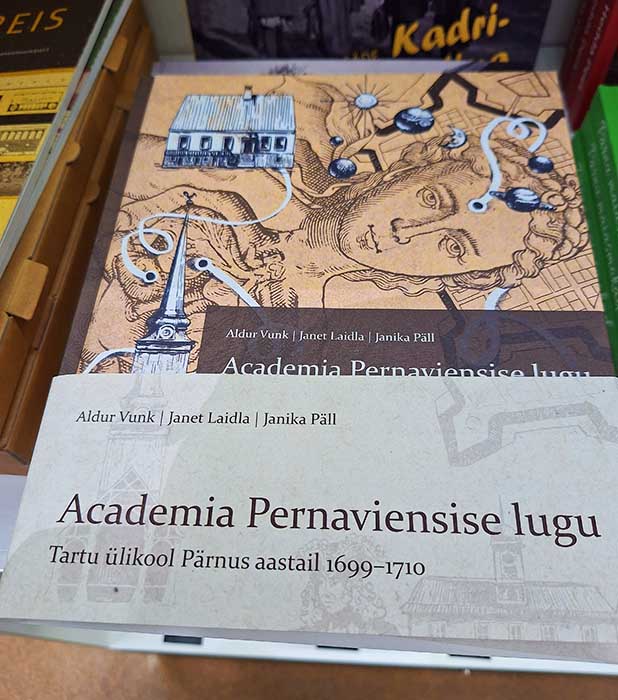 EIS
Kadri-
Aldur Vunk | Janet Laidla | Janika Päll
Academia Pernaviensise lugu
Aldur Vunk | Janet Laidla | Janika Päll
Academia Pernaviensise lugu
Tartu ülikool Pärnus aastail 1699–1710